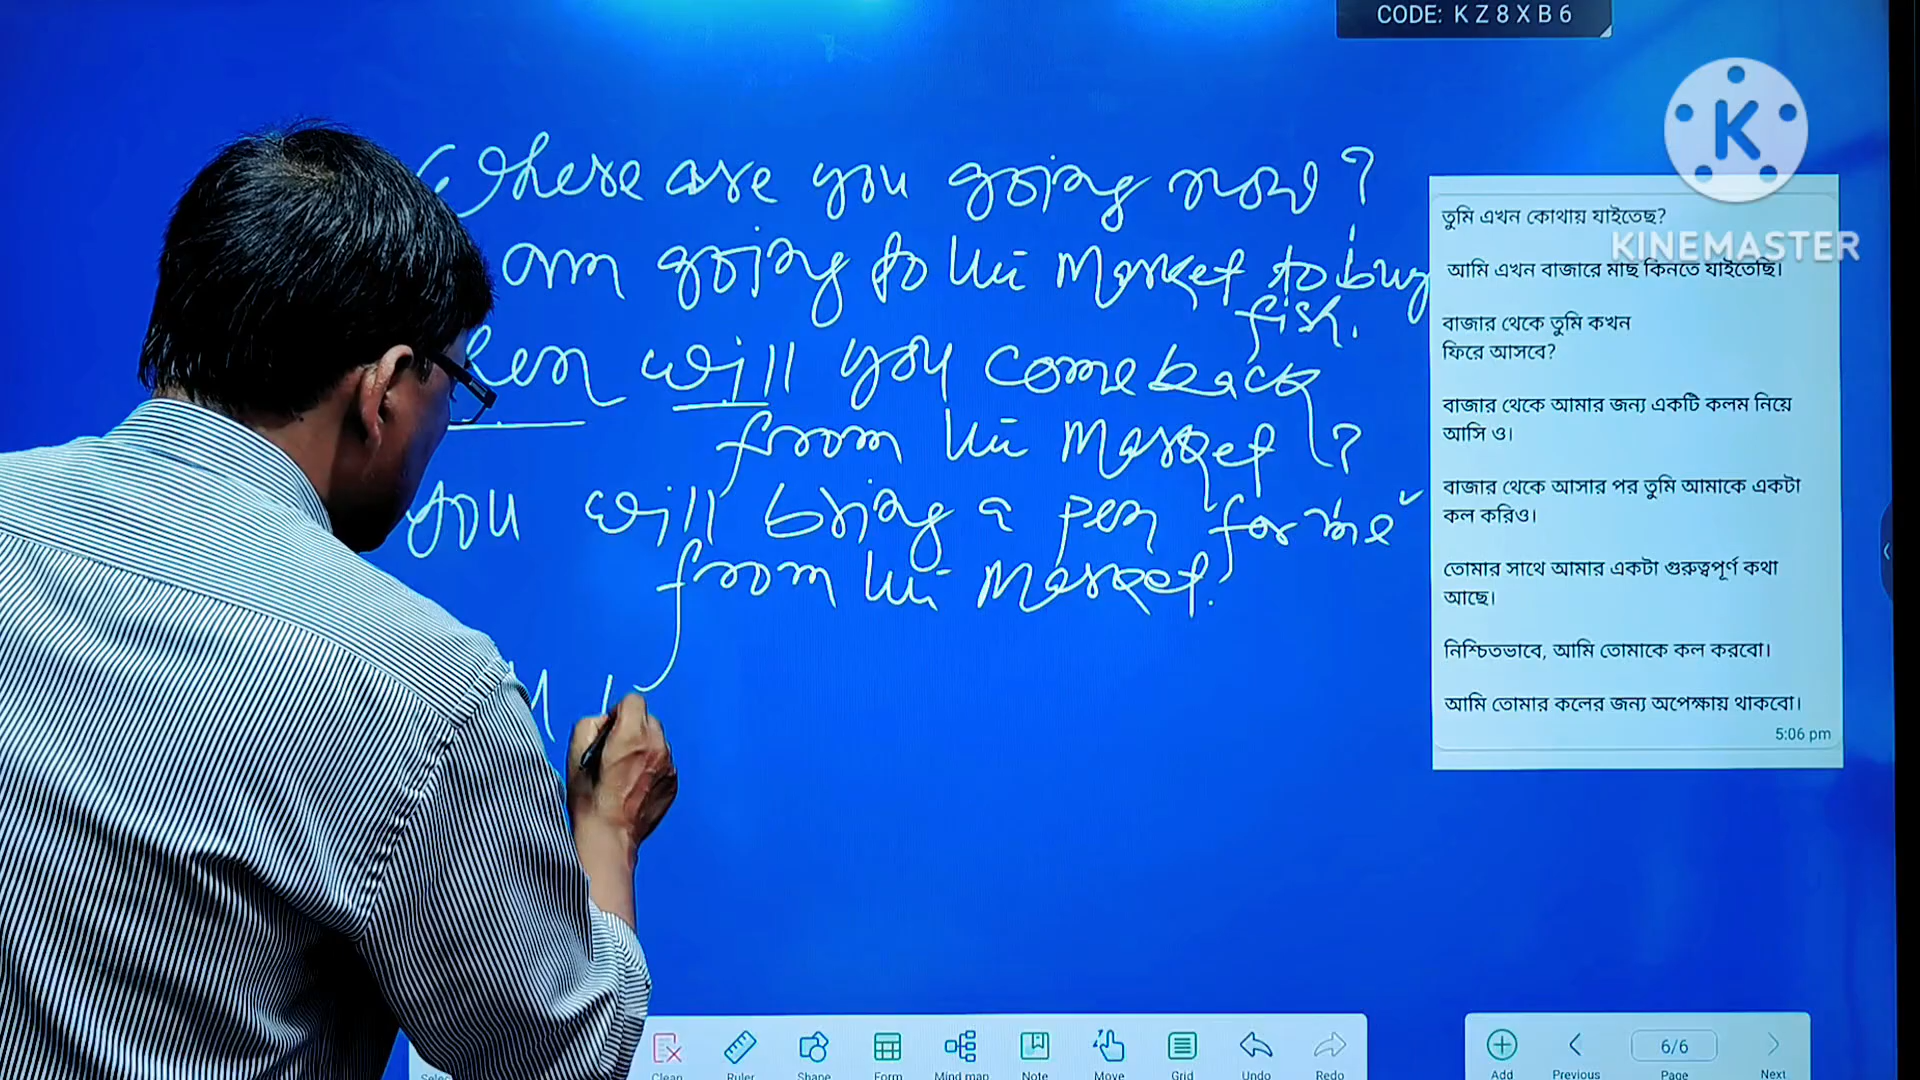 CODE: KZ8XB6
KINEMASTER
Where are you going now?
am going to the market to buy
fish.
will you come back
from the market?
you will bring a pen for me
from the market.
তুমি এখন কোথায় যাইতেছ?
আমি এখন বাজারে মাছ কিনতে যাইতেছি।
বাজার থেকে তুমি কখন
ফিরে আসবে?
বাজার থেকে আমার জন্য একটি কলম নিয়ে
আসি ও।
বাজার থেকে আসার পর তুমি আমাকে একটা
কল করিও।
তোমার সাথে আমার একটা গুরুত্বপূর্ণ কথা
আছে।
নিশ্চিতভাবে, আমি তোমাকে কল করবো।
আমি তোমার কলের জন্য অপেক্ষায় থাকবো।
5:06 pm
6/6
Clean Ruler Shape Form Mind map Note Move Grid Undo Redo Add Previous Page Next